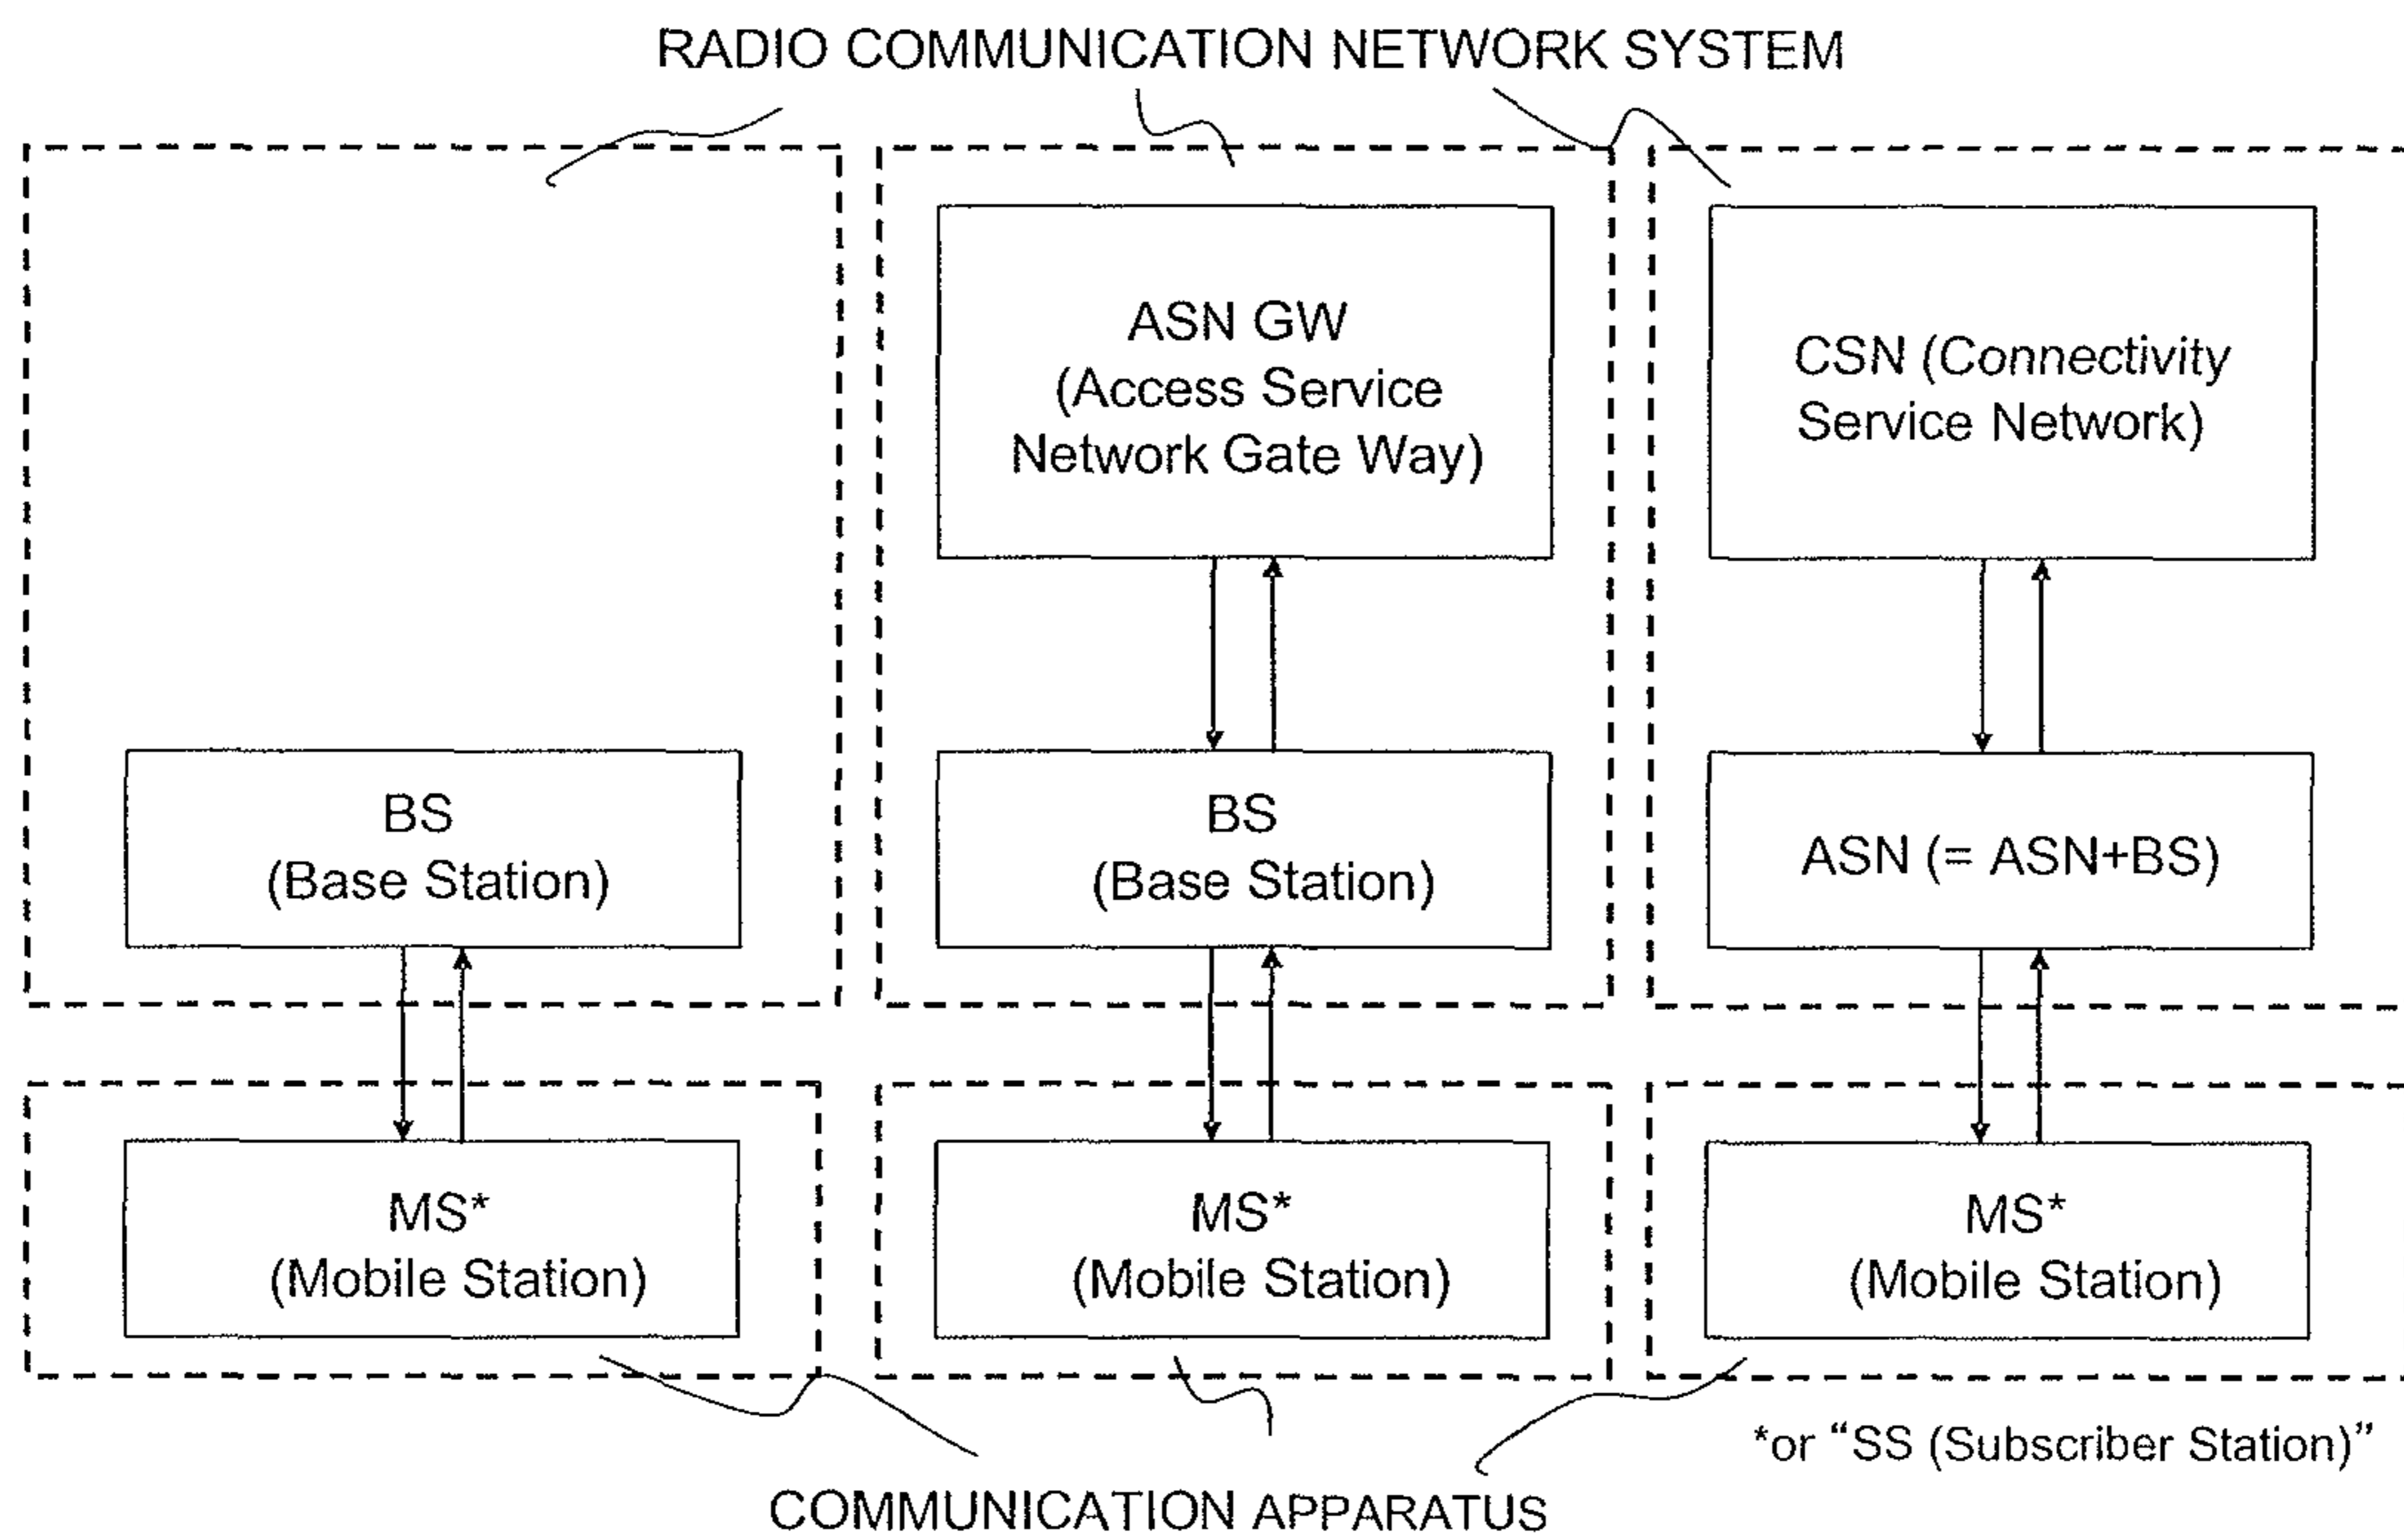 RADIO COMMUNICATION NETWORK SYSTEM
ASN GW
(Access Service
Network Gate Way)
CSN (Connectivity
Service Network)
BS
(Base Station)
BS
(Base Station)
ASN (= ASN+BS)
MS*
(Mobile Station)
MS*
(Mobile Station)
MS*
(Mobile Station)
*or “SS (Subscriber Station)”
COMMUNICATION APPARATUS